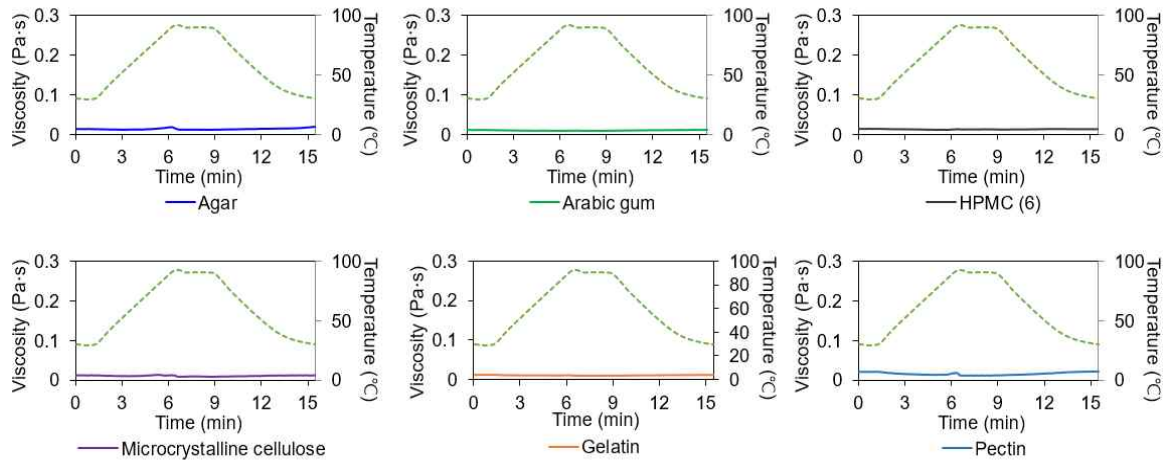 Viscosity (Pa·s)
0.3
0.2
0.1
0
100
50
0
Temperature (℃)
0 3 6 9 12 15
Time (min)
Agar
Viscosity (Pa·s)
0.3
0.2
0.1
0
100
50
0
Temperature (℃)
0 3 6 9 12 15
Time (min)
Arabic gum
Viscosity (Pa·s)
0.3
0.2
0.1
0
100
50
0
Temperature (℃)
0 3 6 9 12 15
Time (min)
HPMC (6)
Viscosity (Pa·s)
0.3
0.2
0.1
0
100
50
0
Temperature (℃)
0 3 6 9 12 15
Time (min)
Microcrystalline cellulose
Viscosity (Pa·s)
0.3
0.2
0.1
0
100
80
60
40
20
0
Temperature (℃)
0 3 6 9 12 15
Time (min)
Gelatin
Viscosity (Pa·s)
0.3
0.2
0.1
0
100
50
0
Temperature (℃)
0 3 6 9 12 15
Time (min)
Pectin